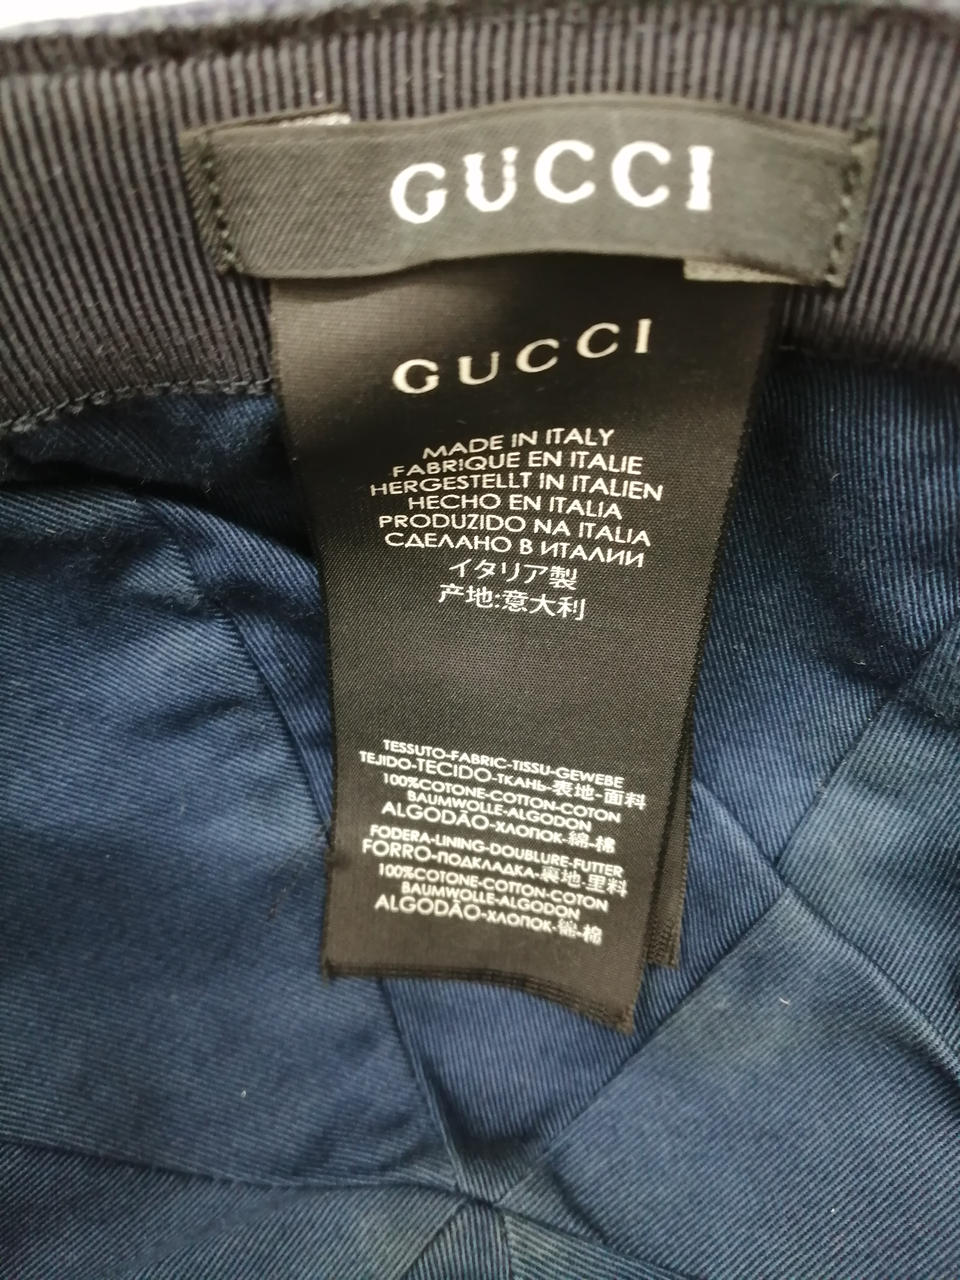 GUCCI
GUCCI
MADE IN ITALY
FABRIQUE EN ITALIE
HERGESTELLT IN ITALIEN
HECHO EN ITALIA
PRODUZIDO NA ITALIA
СДЕЛАНО В ИТАЛИИ
イタリア製
产地:意大利
TESSUTO-FABRIC-TISSU-GEWEBE
TEJIDO-TECIDO-ТКАНЬ-表地-面料
100%COTONE-COTTON-COTON
BAUMWOLLE-ALGODON
ALGODÃO-ХЛОПОК-綿-棉
FODERA-LINING-DOUBLURE-FUTTER
FORRO-ПОДКЛАДКА-裏地-里料
100%COTONE-COTTON-COTON
BAUMWOLLE-ALGODON
ALGODÃO-ХЛОПОК-綿-棉